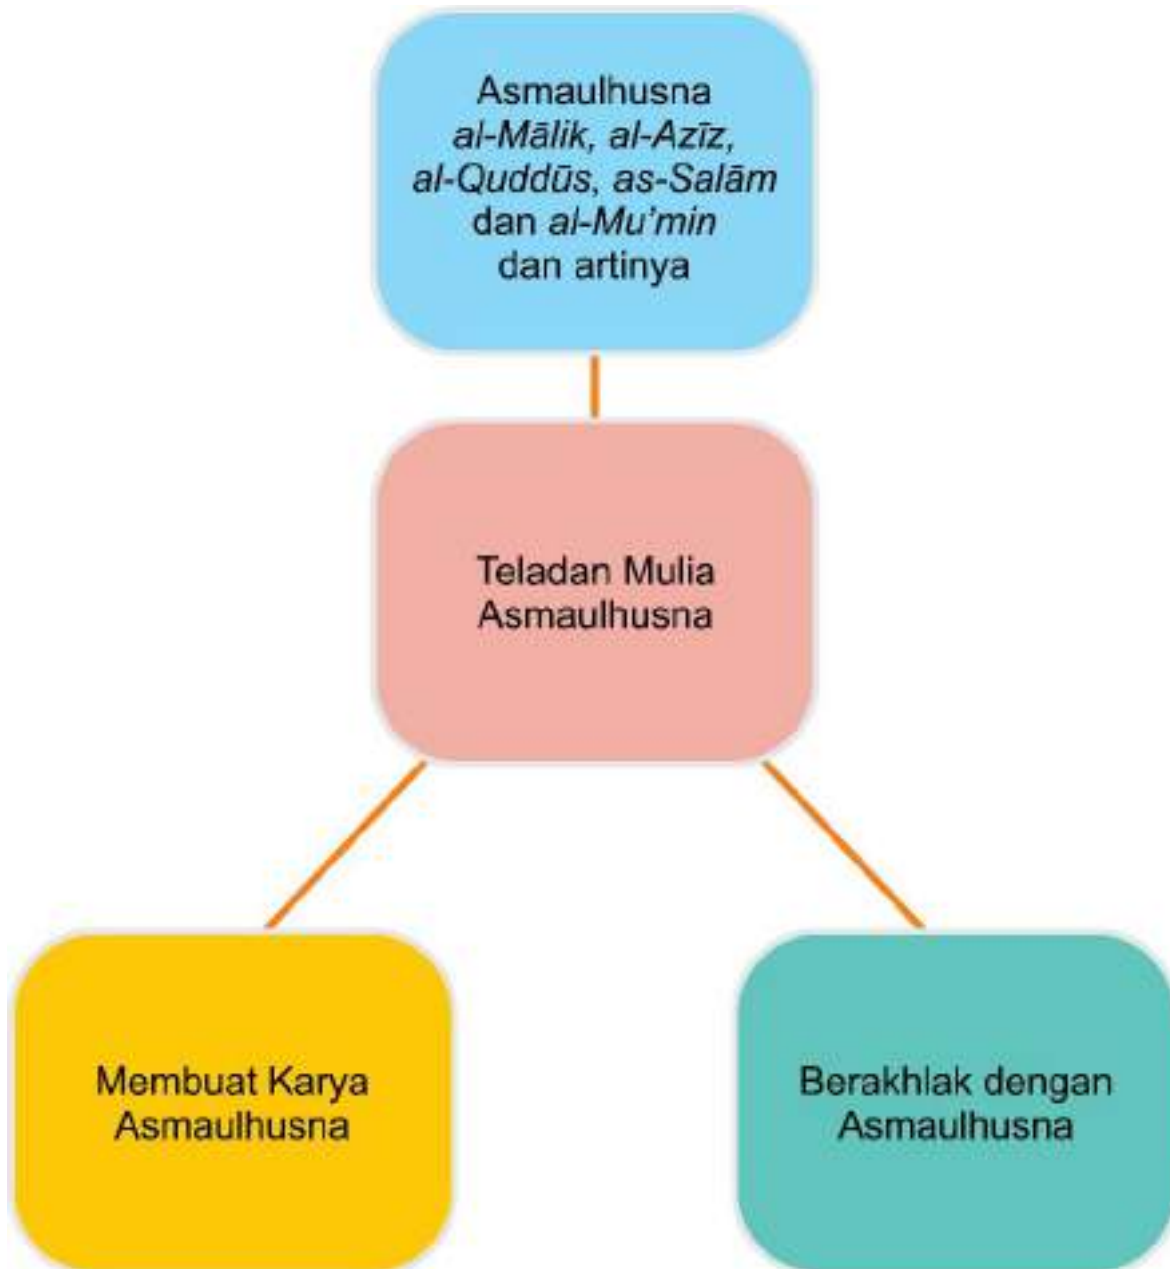 Asmaulhusna
al-Mālik, al-Azīz,
al-Quddūs, as-Salām
dan al-Mu’min
dan artinya
Teladan Mulia
Asmaulhusna
Membuat Karya
Asmaulhusna
Berakhlak dengan
Asmaulhusna